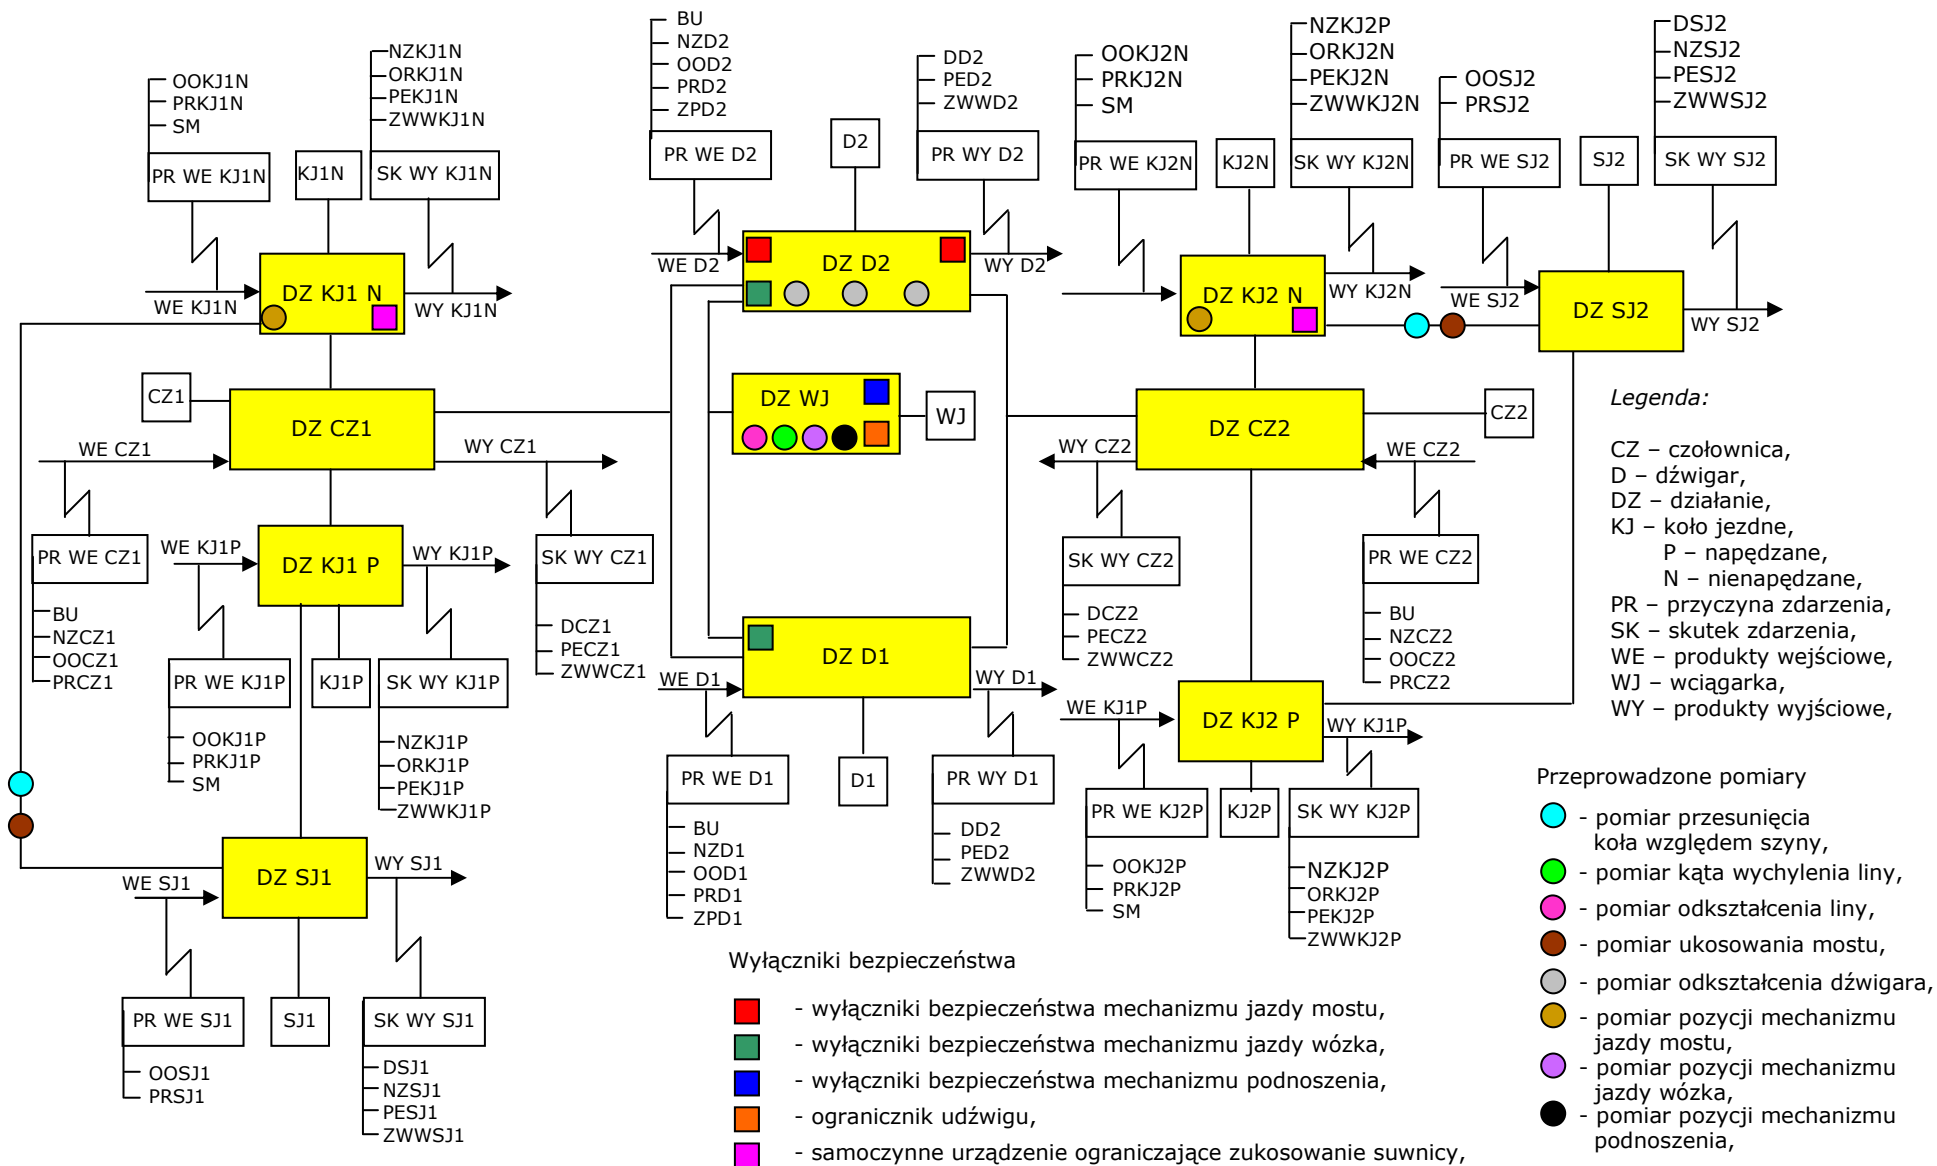 BU
NZD2
OOD2
PRD2
ZPD2
NZKJ1N
ORKJ1N
PEKJ1N
ZWWKJ1N
OOKJ1N
PRKJ1N
SM
DD2
PED2
ZWWD2
OOKJ2N
PRKJ2N
SM
NZKJ2P
ORKJ2N
PEKJ2N
ZWWKJ2N
OOSJ2
PRSJ2
DSJ2
NZSJ2
PESJ2
ZWWSJ2
PR WE KJ1N
KJ1N
SK WY KJ1N
PR WE D2
D2
PR WY D2
PR WE KJ2N
KJ2N
SK WY KJ2N
PR WE SJ2
SJ2
SK WY SJ2
WE KJ1N
DZ KJ1 N
WY KJ1N
WE D2
DZ D2
WY D2
DZ KJ2 N
WY KJ2N
WE SJ2
DZ SJ2
WY SJ2
CZ1
DZ CZ1
WE CZ1
WY CZ1
DZ WJ
WJ
WY CZ2
DZ CZ2
WE CZ2
CZ2
Legenda:
CZ – czołownica,
D – dźwigar,
DZ – działanie,
KJ – koło jezdne,
P – napędzane,
N – nienapędzane,
PR – przyczyna zdarzenia,
SK – skutek zdarzenia,
WE – produkty wejściowe,
WJ – wciągarka,
WY – produkty wyjściowe,
PR WE CZ1
BU
NZCZ1
OOCZ1
PRCZ1
WE KJ1P
DZ KJ1 P
WY KJ1P
SK WY CZ1
DCZ1
PECZ1
ZWWCZ1
PR WE KJ1P
KJ1P
SK WY KJ1P
OOKJ1P
PRKJ1P
SM
NZKJ1P
ORKJ1P
PEKJ1P
ZWWKJ1P
SK WY CZ2
DCZ2
PECZ2
ZWWCZ2
PR WE CZ2
BU
NZCZ2
OOCZ2
PRCZ2
WE D1
DZ D1
WY D1
PR WE D1
D1
PR WY D1
BU
NZD1
OOD1
PRD1
ZPD1
DD2
PED2
ZWWD2
WE KJ1P
DZ KJ2 P
WY KJ1P
PR WE KJ2P
KJ2P
SK WY KJ2P
OOKJ2P
PRKJ2P
SM
NZKJ2P
ORKJ2P
PEKJ2P
ZWWKJ2P
WE SJ1
DZ SJ1
WY SJ1
PR WE SJ1
SJ1
SK WY SJ1
OOSJ1
PRSJ1
DSJ1
NZSJ1
PESJ1
ZWWSJ1
Wyłączniki bezpieczeństwa
- wyłączniki bezpieczeństwa mechanizmu jazdy mostu,
- wyłączniki bezpieczeństwa mechanizmu jazdy wózka,
- wyłączniki bezpieczeństwa mechanizmu podnoszenia,
- ogranicznik udźwigu,
- samoczynne urządzenie ograniczające zukosowanie suwnicy,
Przeprowadzone pomiary
- pomiar przesunięcia
koła względem szyny,
- pomiar kąta wychylenia liny,
- pomiar odkształcenia liny,
- pomiar ukosowania mostu,
- pomiar odkształcenia dźwigara,
- pomiar pozycji mechanizmu
jazdy mostu,
- pomiar pozycji mechanizmu
jazdy wózka,
- pomiar pozycji mechanizmu
podnoszenia,